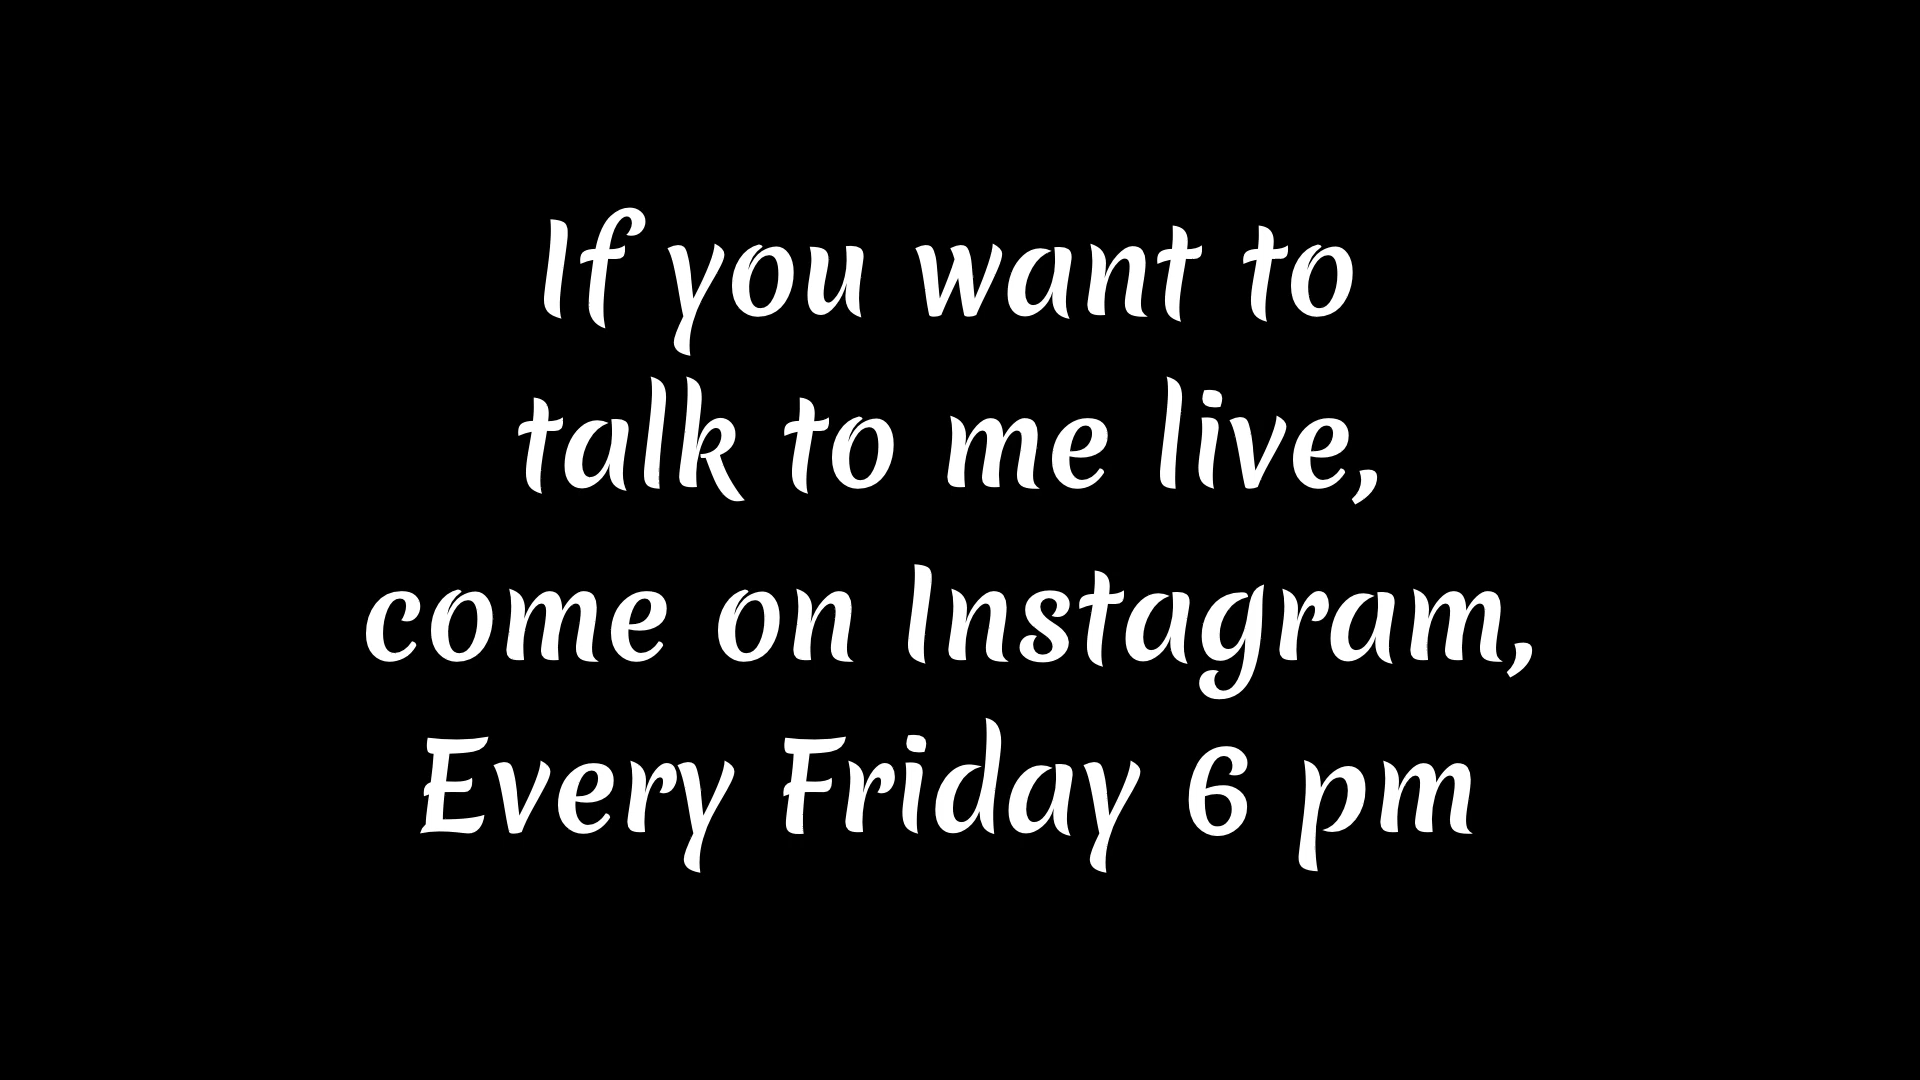 If you want to
talk to me live,
come on Instagram,
Every Friday 6 pm